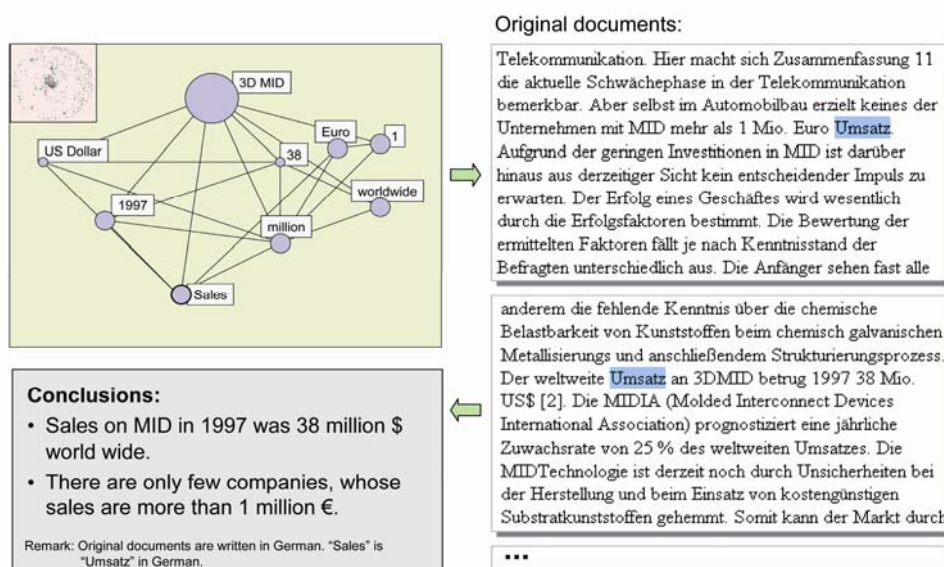 3D MID
Euro
1
US Dollar
38
worldwide
1997
million
Sales
Original documents:
Telekommunikation. Hier macht sich Zusammenfassung 11
die aktuelle Schwächephase in der Telekommunikation
bemerkbar. Aber selbst im Automobilbau erzielt keines der
Unternehmen mit MID mehr als 1 Mio. Euro Umsatz.
Aufgrund der geringen Investitionen in MID ist darüber
hinaus aus derzeitiger Sicht kein entscheidender Impuls zu
erwarten. Der Erfolg eines Geschäftes wird wesentlich
durch die Erfolgsfaktoren bestimmt. Die Bewertung der
ermittelten Faktoren fällt je nach Kenntnisstand der
Befragten unterschiedlich aus. Die Anfänger sehen fast alle
anderem die fehlende Kenntnis über die chemische
Belastbarkeit von Kunststoffen beim chemisch galvanischen
Metallisierungs und anschließendem Strukturierungsprozess.
Der weltweite Umsatz an 3DMID betrug 1997 38 Mio.
US$ [2]. Die MIDIA (Molded Interconnect Devices
International Association) prognostiziert eine jährliche
Zuwachsrate von 25 % des weltweiten Umsatzes. Die
MIDTechnologie ist derzeit noch durch Unsicherheiten bei
der Herstellung und beim Einsatz von kostengünstigen
Substratkunststoffen gehemmt. Somit kann der Markt durch
...
Conclusions:
• Sales on MID in 1997 was 38 million $
world wide.
• There are only few companies, whose
sales are more than 1 million €.
Remark: Original documents are written in German. "Sales" is
"Umsatz" in German.